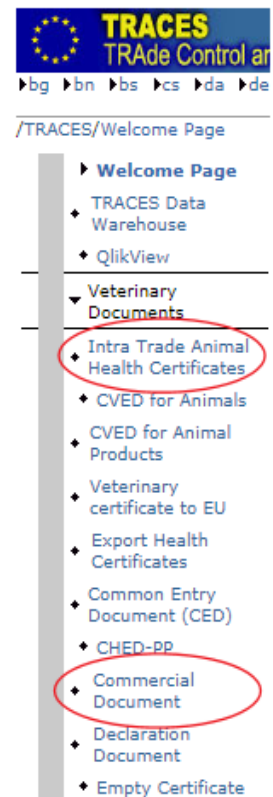 TRACES
TRAde Control ar
bg bn bs cs da de
/TRACES/Welcome Page
Welcome Page
TRACES Data
Warehouse
QlikView
Veterinary
Documents
Intra Trade Animal
Health Certificates
CVED for Animals
CVED for Animal
Products
Veterinary
certificate to EU
Export Health
Certificates
Common Entry
Document (CED)
CHED-PP
Commercial
Document
Declaration
Document
Empty Certificate